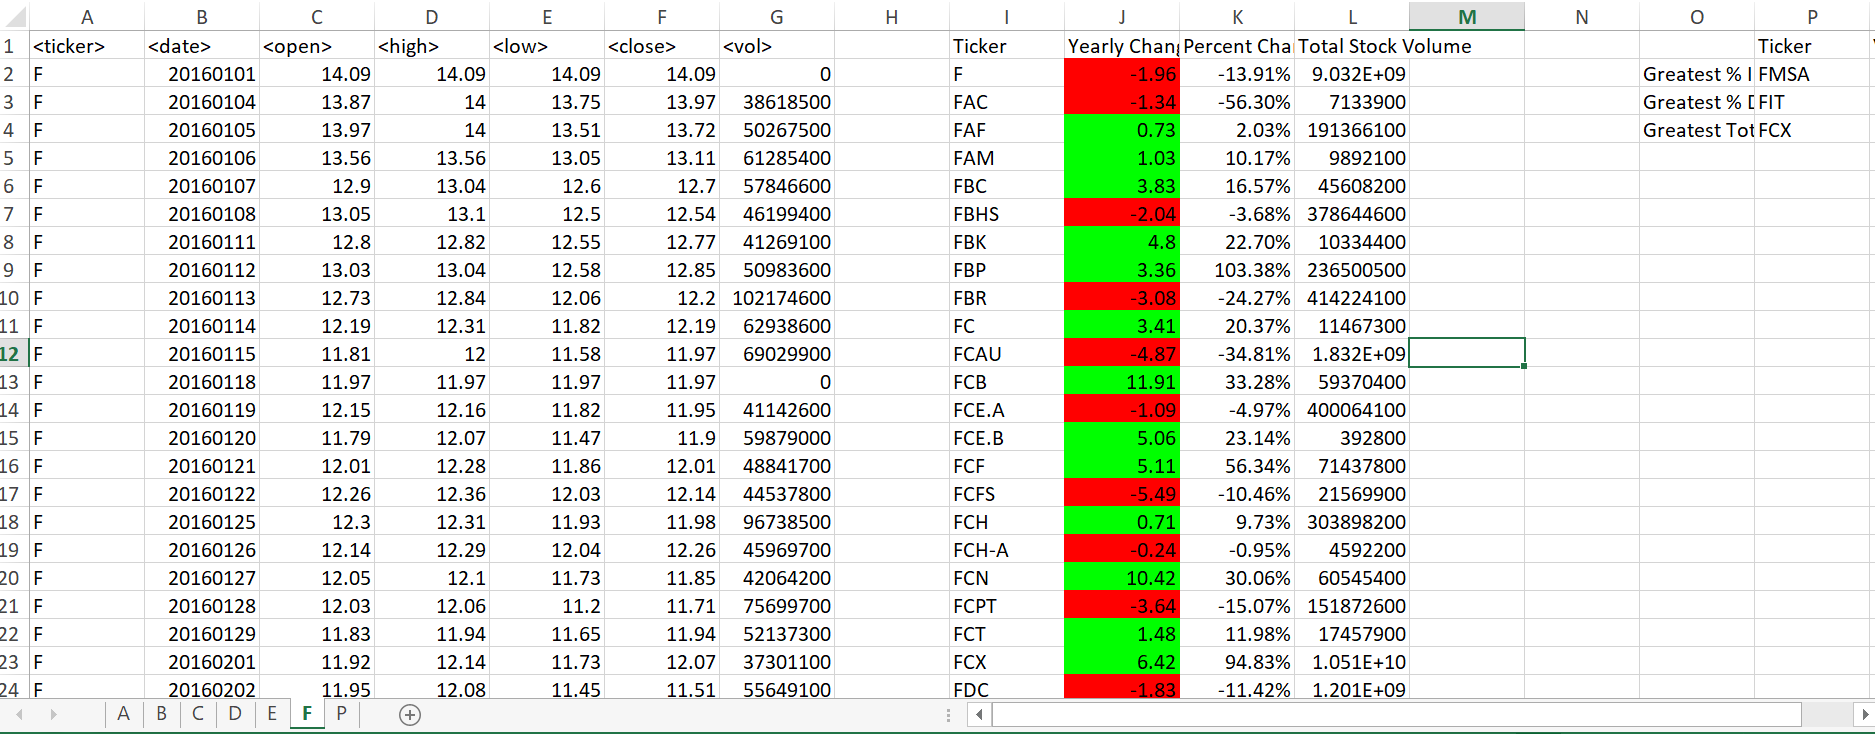 A B C D E F G H I J K L M N O P
1 <ticker> <date> <open> <high> <low> <close> <vol> Ticker Yearly Chang Percent Cha Total Stock Volume Ticker
2 F 20160101 14.09 14.09 14.09 14.09 0 F -1.96 -13.91% 9.032E+09 Greatest % I FMSA
3 F 20160104 13.87 14 13.75 13.97 38618500 FAC -1.34 -56.30% 7133900 Greatest % D FIT
4 F 20160105 13.97 14 13.51 13.72 50267500 FAF 0.73 2.03% 191366100 Greatest Tot FCX
5 F 20160106 13.56 13.56 13.05 13.11 61285400 FAM 1.03 10.17% 9892100
6 F 20160107 12.9 13.04 12.6 12.7 57846600 FBC 3.83 16.57% 45608200
7 F 20160108 13.05 13.1 12.5 12.54 46199400 FBHS -2.04 -3.68% 378644600
8 F 20160111 12.8 12.82 12.55 12.77 41269100 FBK 4.8 22.70% 10334400
9 F 20160112 13.03 13.04 12.58 12.85 50983600 FBP 3.36 103.38% 236500500
10 F 20160113 12.73 12.84 12.06 12.2 102174600 FBR -3.08 -24.27% 414224100
11 F 20160114 12.19 12.31 11.82 12.19 62938600 FC 3.41 20.37% 11467300
12 F 20160115 11.81 12 11.58 11.97 69029900 FCAU -4.87 -34.81% 1.832E+09
13 F 20160118 11.97 11.97 11.97 11.97 0 FCB 11.91 33.28% 59370400
14 F 20160119 12.15 12.16 11.82 11.95 41142600 FCE.A -1.09 -4.97% 400064100
15 F 20160120 11.79 12.07 11.47 11.9 59879000 FCE.B 5.06 23.14% 392800
16 F 20160121 12.01 12.28 11.86 12.01 48841700 FCF 5.11 56.34% 71437800
17 F 20160122 12.26 12.36 12.03 12.14 44537800 FCFS -5.49 -10.46% 21569900
18 F 20160125 12.3 12.31 11.93 11.98 96738500 FCH 0.71 9.73% 303898200
19 F 20160126 12.14 12.29 12.04 12.26 45969700 FCH-A -0.24 -0.95% 4592200
20 F 20160127 12.05 12.1 11.73 11.85 42064200 FCN 10.42 30.06% 60545400
21 F 20160128 12.03 12.06 11.2 11.71 75699700 FCPT -3.64 -15.07% 151872600
22 F 20160129 11.83 11.94 11.65 11.94 52137300 FCT 1.48 11.98% 17457900
23 F 20160201 11.92 12.14 11.73 12.07 37301100 FCX 6.42 94.83% 1.051E+10
24 F 20160202 11.95 12.08 11.45 11.51 55649100 FDC -1.83 -11.42% 1.201E+09
A B C D E F P